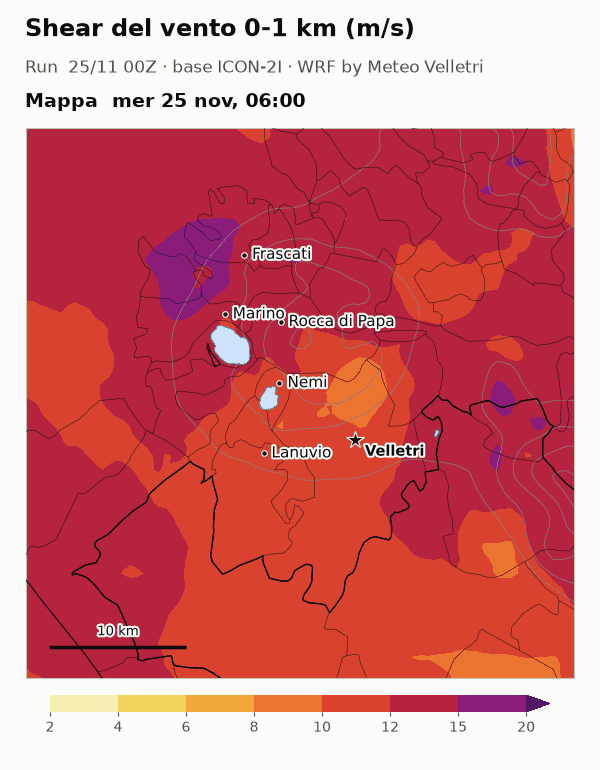 Shear del vento 0-1 km (m/s)
Run  25/11 00Z · base ICON-2I · WRF by Meteo Velletri
Mappa  mer 25 nov, 06:00
Frascati
Marino
Rocca di Papa
Nemi
Velletri
Lanuvio
10 km
2 4 6 8 10 12 15 20